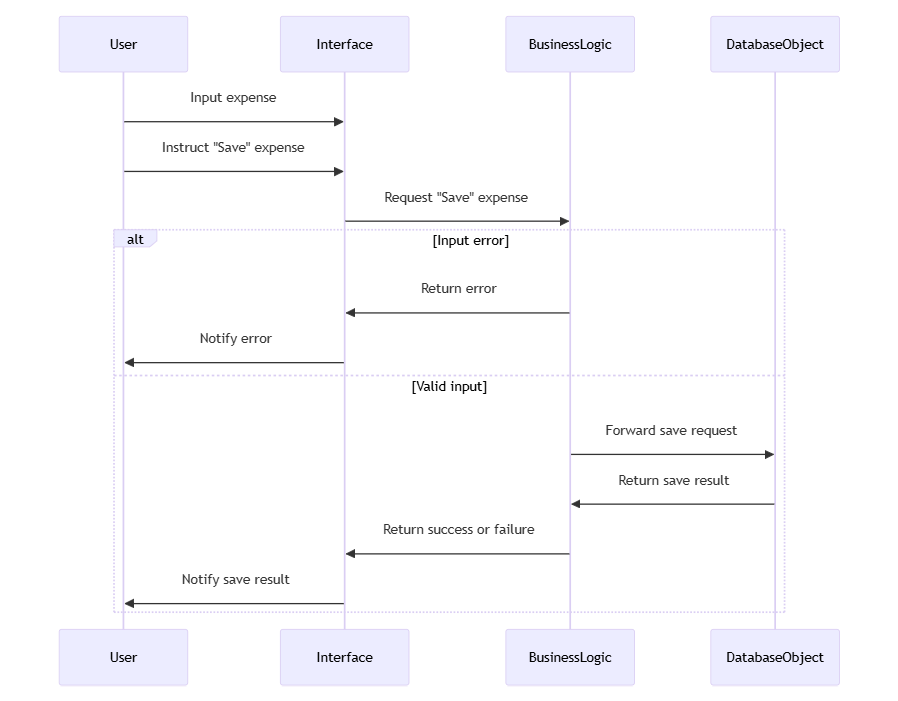 User
Interface
BusinessLogic
DatabaseObject
Input expense
Instruct "Save" expense
Request "Save" expense
alt
[Input error]
Return error
Notify error
[Valid input]
Forward save request
Return save result
Return success or failure
Notify save result
User
Interface
BusinessLogic
DatabaseObject